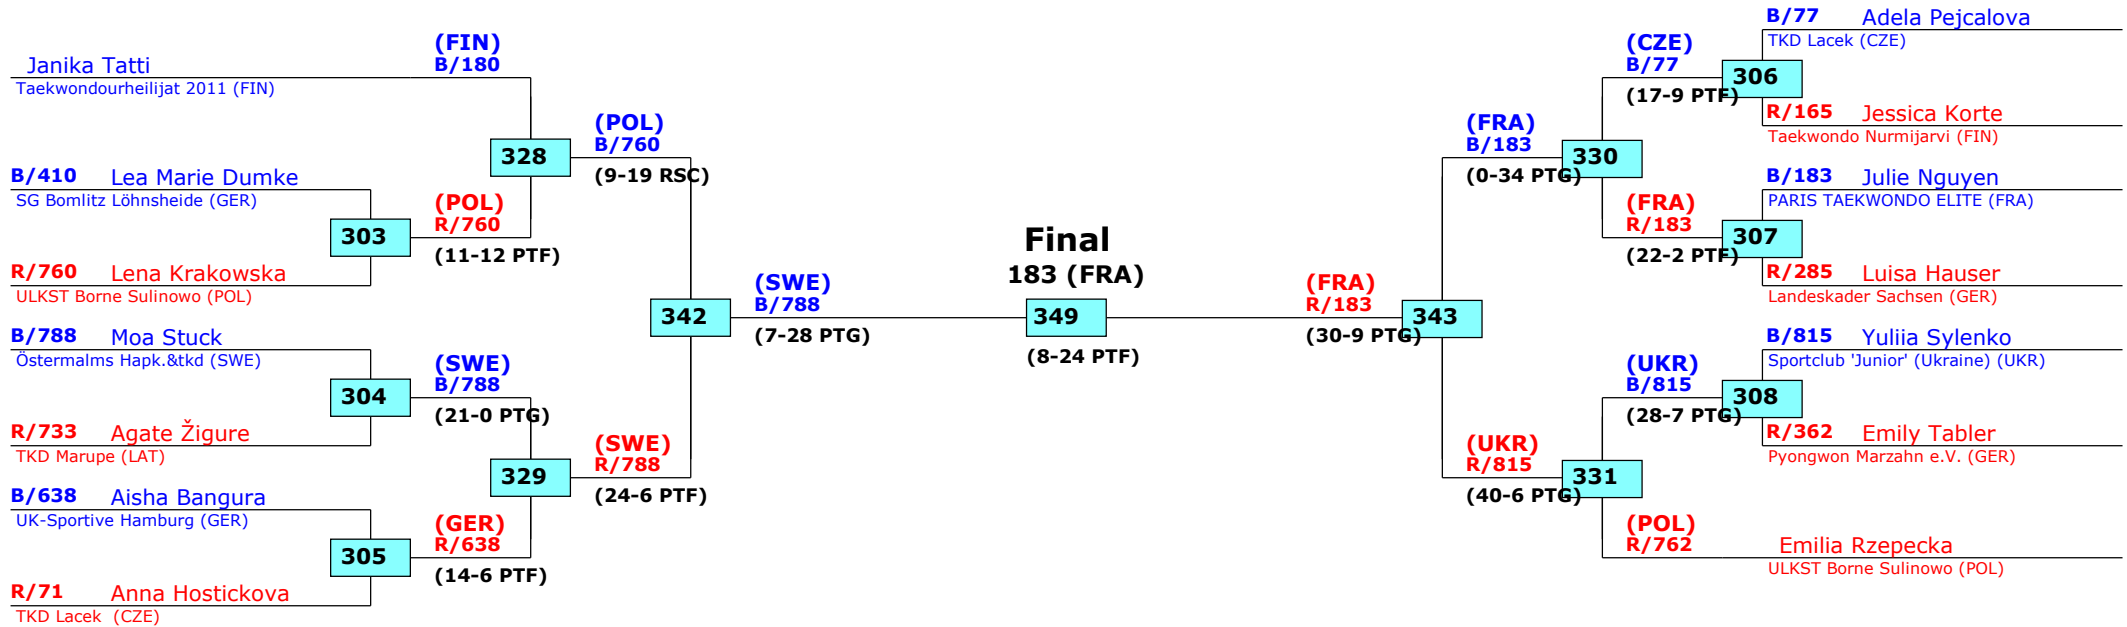 (FIN)
B/180
Janika Tatti
Taekwondourheilijat 2011 (FIN)
328
(POL)
B/760
(9-19 RSC)
B/410 Lea Marie Dumke
SG Bomlitz Löhnsheide (GER)
303
(POL)
R/760
(11-12 PTF)
R/760 Lena Krakowska
ULKST Borne Sulinowo (POL)
342
(SWE)
B/788
(7-28 PTG)
B/788 Moa Stuck
Östermalms Hapk.&tkd (SWE)
304
(SWE)
B/788
(21-0 PTG)
R/733 Agate Žigure
TKD Marupe (LAT)
329
(SWE)
R/788
(24-6 PTF)
B/638 Aisha Bangura
UK-Sportive Hamburg (GER)
305
(GER)
R/638
(14-6 PTF)
R/71 Anna Hostickova
TKD Lacek (CZE)
Final
183 (FRA)
349
(8-24 PTF)
(FRA)
R/183
(30-9 PTG)
343
(FRA)
B/183
(0-34 PTG)
330
(CZE)
B/77
(17-9 PTF)
306
B/77 Adela Pejcalova
TKD Lacek (CZE)
R/165 Jessica Korte
Taekwondo Nurmijarvi (FIN)
(FRA)
R/183
(22-2 PTF)
307
B/183 Julie Nguyen
PARIS TAEKWONDO ELITE (FRA)
R/285 Luisa Hauser
Landeskader Sachsen (GER)
(UKR)
R/815
(40-6 PTG)
331
(UKR)
B/815
(28-7 PTG)
308
B/815 Yuliia Sylenko
Sportclub 'Junior' (Ukraine) (UKR)
R/362 Emily Tabler
Pyongwon Marzahn e.V. (GER)
(POL)
R/762
Emilia Rzepecka
ULKST Borne Sulinowo (POL)